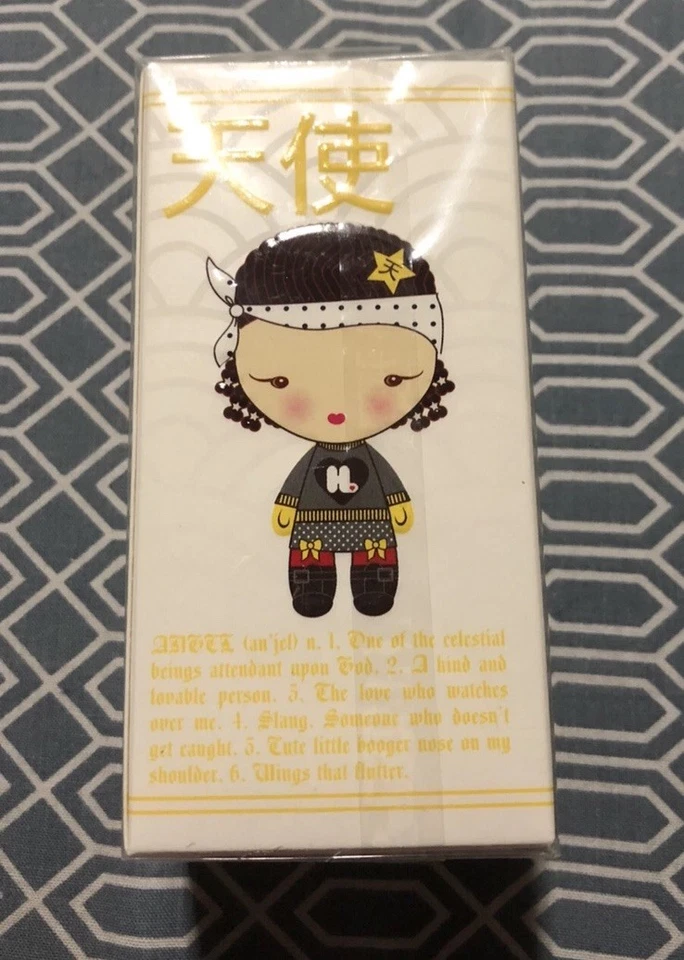 天使
天
H.
ANGEL (an'jel) n. 1. One of the celestial
beings attendant upon God. 2. A kind and
lovable person. 3. The love who watches
over me. 4. Slang. Someone who doesn't
get caught. 5. Cute little booger nose on my
shoulder. 6. Wings that flutter.